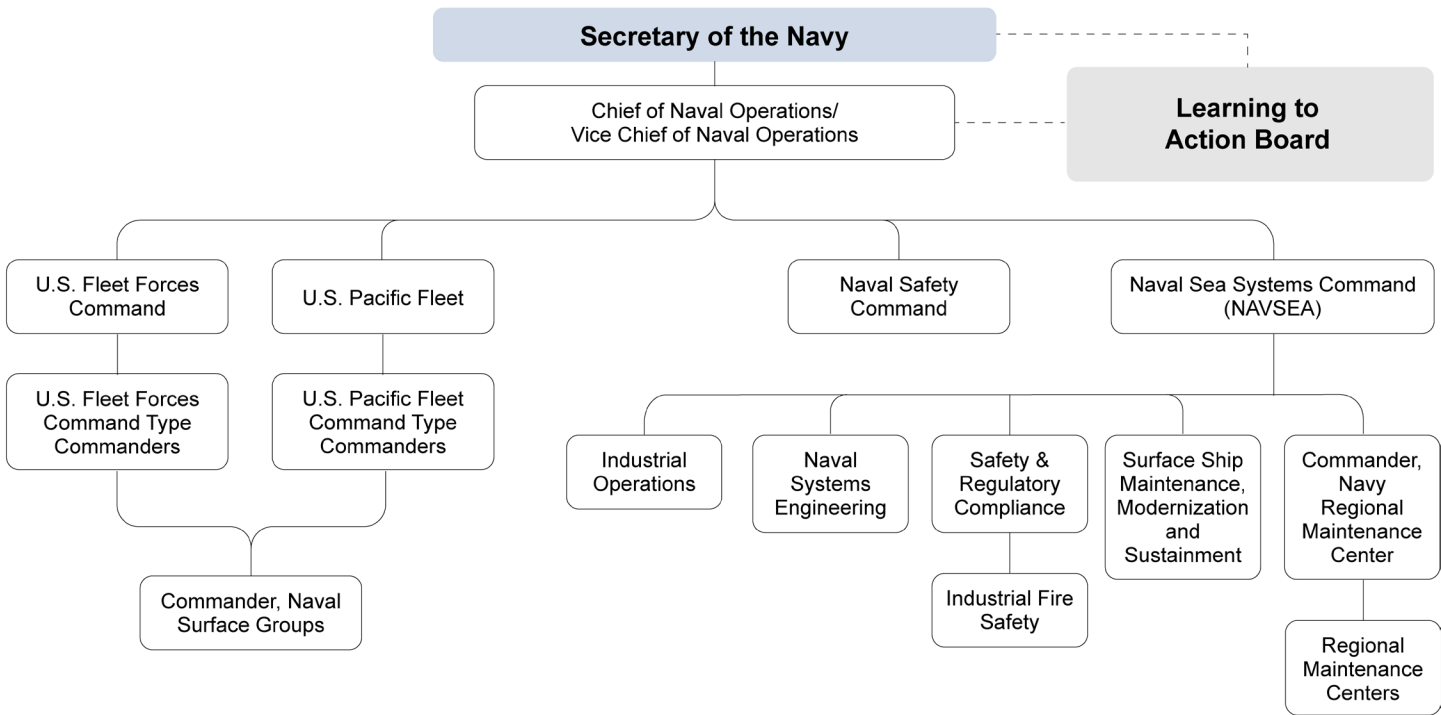 Secretary of the Navy
Chief of Naval Operations/
Vice Chief of Naval Operations
Learning to
Action Board
U.S. Fleet Forces
Command
U.S. Pacific Fleet
Naval Safety
Command
Naval Sea Systems Command
(NAVSEA)
U.S. Fleet Forces
Command Type
Commanders
U.S. Pacific Fleet
Command Type
Commanders
Industrial
Operations
Naval
Systems
Engineering
Safety &
Regulatory
Compliance
Surface Ship
Maintenance,
Modernization
and
Sustainment
Commander,
Navy
Regional
Maintenance
Center
Commander, Naval
Surface Groups
Industrial Fire
Safety
Regional
Maintenance
Centers